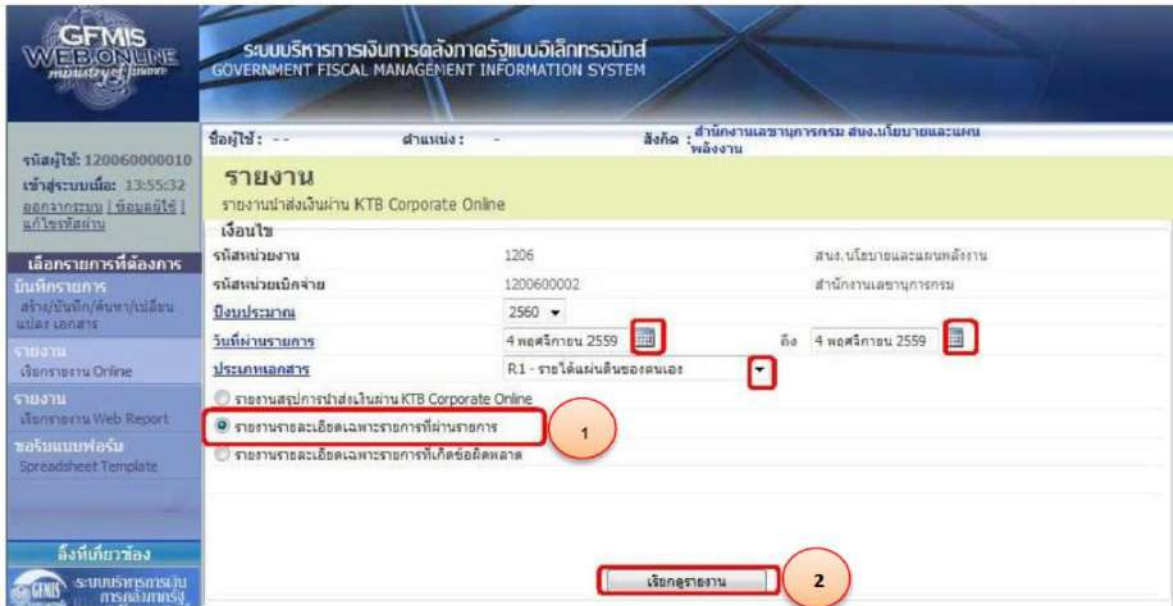 GFMIS
WEB ONLINE
ministry of finance
ระบบบริหารการเงินการคลังภาครัฐแบบอิเล็กทรอนิกส์
GOVERNMENT FISCAL MANAGEMENT INFORMATION SYSTEM
ชื่อผู้ใช้ : - - ตำแหน่ง : - สังกัด : สำนักงานเลขานุการกรม สนง.นโยบายและแผน
พลังงาน
รหัสผู้ใช้: 120060000010
เข้าสู่ระบบเมื่อ: 13:55:32
ออกจากระบบ | ข้อมูลผู้ใช้ |
แก้ไขรหัสผ่าน
เลือกรายการที่ต้องการ
บันทึกรายการ
สร้าง/บันทึก/ค้นหา/เปลี่ยน
แปลง เอกสาร
รายงาน
เรียกรายงาน Online
รายงาน
เรียกรายงาน Web Report
ขอรับแบบฟอร์ม
Spreadsheet Template
ลิ้งที่เกี่ยวข้อง
GFMIS ระบบบริหารการเงิน
การคลังภาครัฐ
รายงาน
รายงานนำส่งเงินผ่าน KTB Corporate Online
เงื่อนไข
รหัสหน่วยงาน 1206 สนง.นโยบายและแผนพลังงาน
รหัสหน่วยเบิกจ่าย 1200600002 สำนักงานเลขานุการกรม
ปีงบประมาณ 2560
วันที่ผ่านรายการ 4 พฤศจิกายน 2559 ถึง 4 พฤศจิกายน 2559
ประเภทเอกสาร R1 - รายได้แผ่นดินของตนเอง
รายงานสรุปการนำส่งเงินผ่าน KTB Corporate Online
รายงานรายละเอียดเฉพาะรายการที่ผ่านรายการ 1
รายงานรายละเอียดเฉพาะรายการที่เกิดข้อผิดพลาด
เรียกดูรายงาน 2